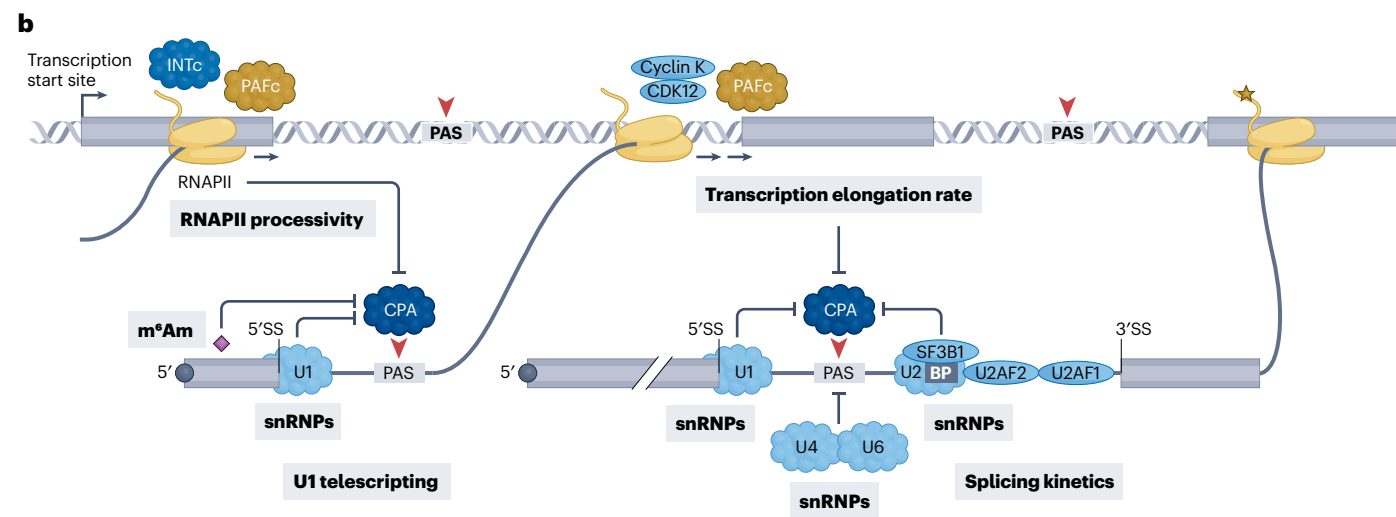 b
Transcription
start site
INTc
PAFc
PAS
Cyclin K
CDK12
PAFc
PAS
RNAPII
RNAPII processivity
Transcription elongation rate
m⁶Am
5′SS
CPA
5′
U1
PAS
snRNPs
U1 telescripting
5′SS
CPA
3′SS
5′
U1
PAS
SF3B1
U2
BP
U2AF2
U2AF1
snRNPs
snRNPs
U4
U6
snRNPs
Splicing kinetics